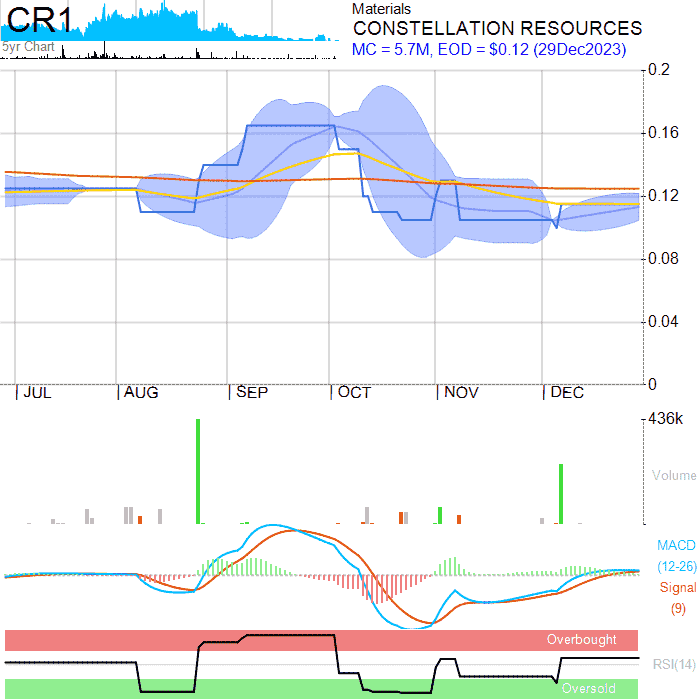 CR1
5yr Chart
Materials
CONSTELLATION RESOURCES
MC = 5.7M, EOD = $0.12 (29Dec2023)
0.2
0.16
0.12
0.08
0.04
0
JUL AUG SEP OCT NOV DEC
436k
Volume
MACD
(12-26)
Signal
(9)
Overbought
RSI(14)
Oversold